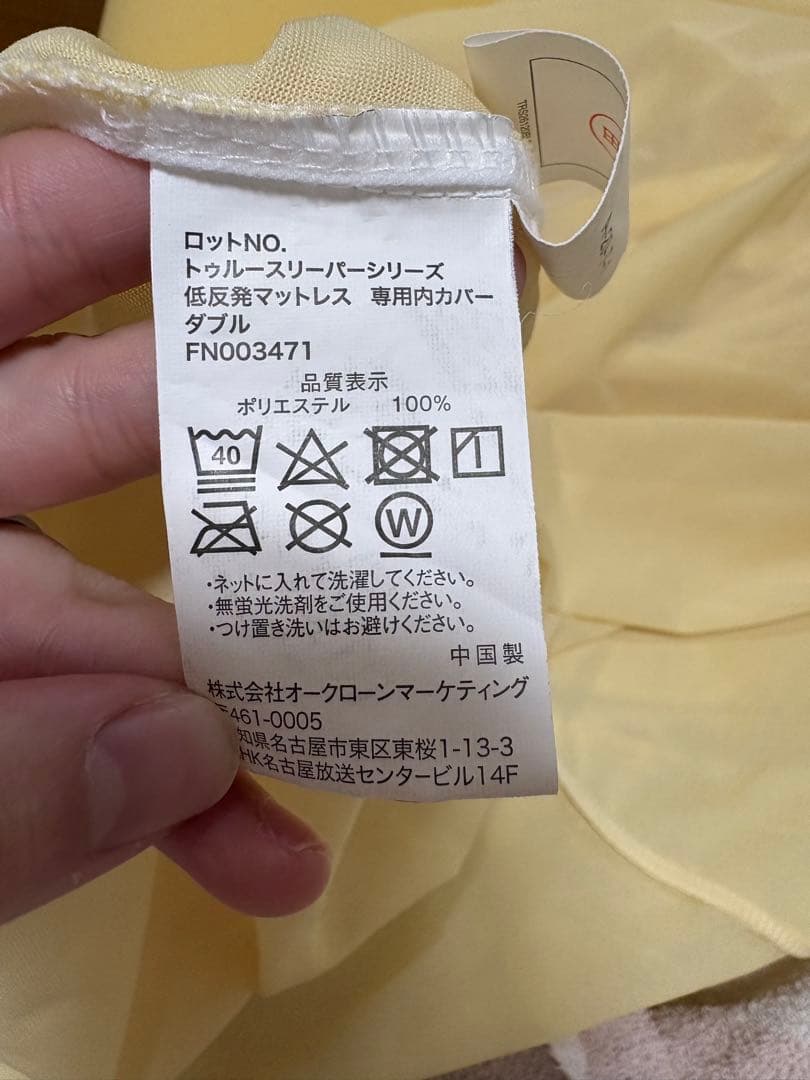 ロットNO.
トゥルースリーパーシリーズ
低反発マットレス 専用内カバー
ダブル
FN003471
品質表示
ポリエステル 100%
40
W
・ネットに入れて洗濯してください。
・無蛍光洗剤をご使用ください。
・つけ置き洗いはお避けください。
中国製
株式会社オークローンマーケティング
461-0005
知県名古屋市東区東桜1-13-3
HK名古屋放送センタービル14F